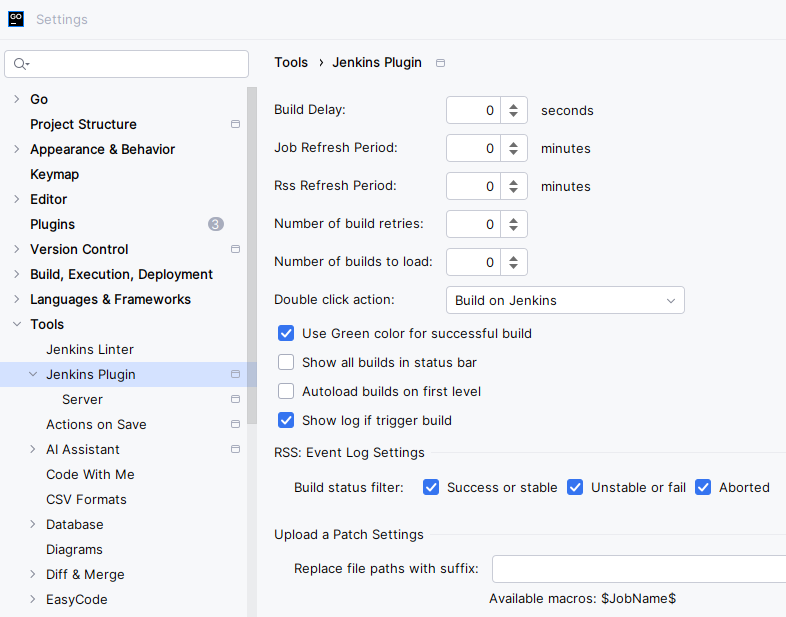 GO Settings
Go
Project Structure
Appearance & Behavior
Keymap
Editor
Plugins 3
Version Control
Build, Execution, Deployment
Languages & Frameworks
Tools
Jenkins Linter
Jenkins Plugin
Server
Actions on Save
AI Assistant
Code With Me
CSV Formats
Database
Diagrams
Diff & Merge
EasyCode
Tools › Jenkins Plugin
Build Delay: 0 seconds
Job Refresh Period: 0 minutes
Rss Refresh Period: 0 minutes
Number of build retries: 0
Number of builds to load: 0
Double click action: Build on Jenkins
Use Green color for successful build
Show all builds in status bar
Autoload builds on first level
Show log if trigger build
RSS: Event Log Settings
Build status filter: Success or stable Unstable or fail Aborted
Upload a Patch Settings
Replace file paths with suffix:
Available macros: $JobName$